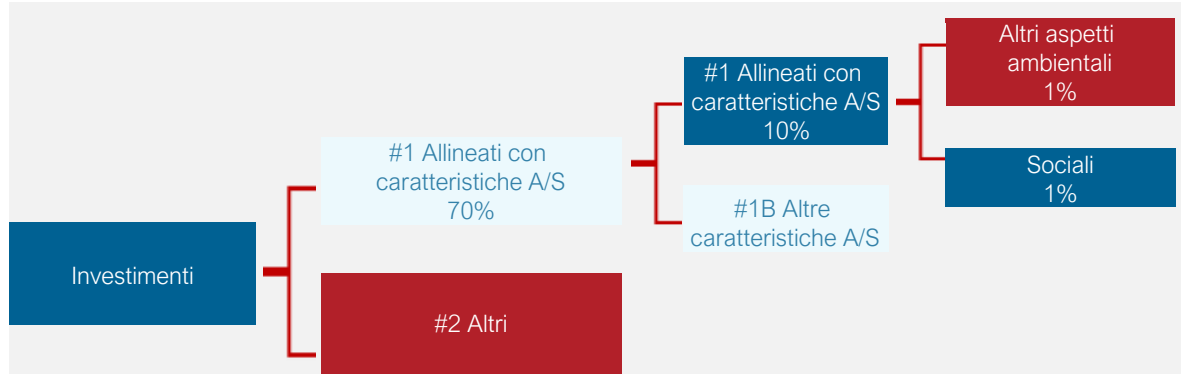 Investimenti
#1 Allineati con
caratteristiche A/S
70%
#2 Altri
#1 Allineati con
caratteristiche A/S
10%
#1B Altre
caratteristiche A/S
Altri aspetti
ambientali
1%
Sociali
1%